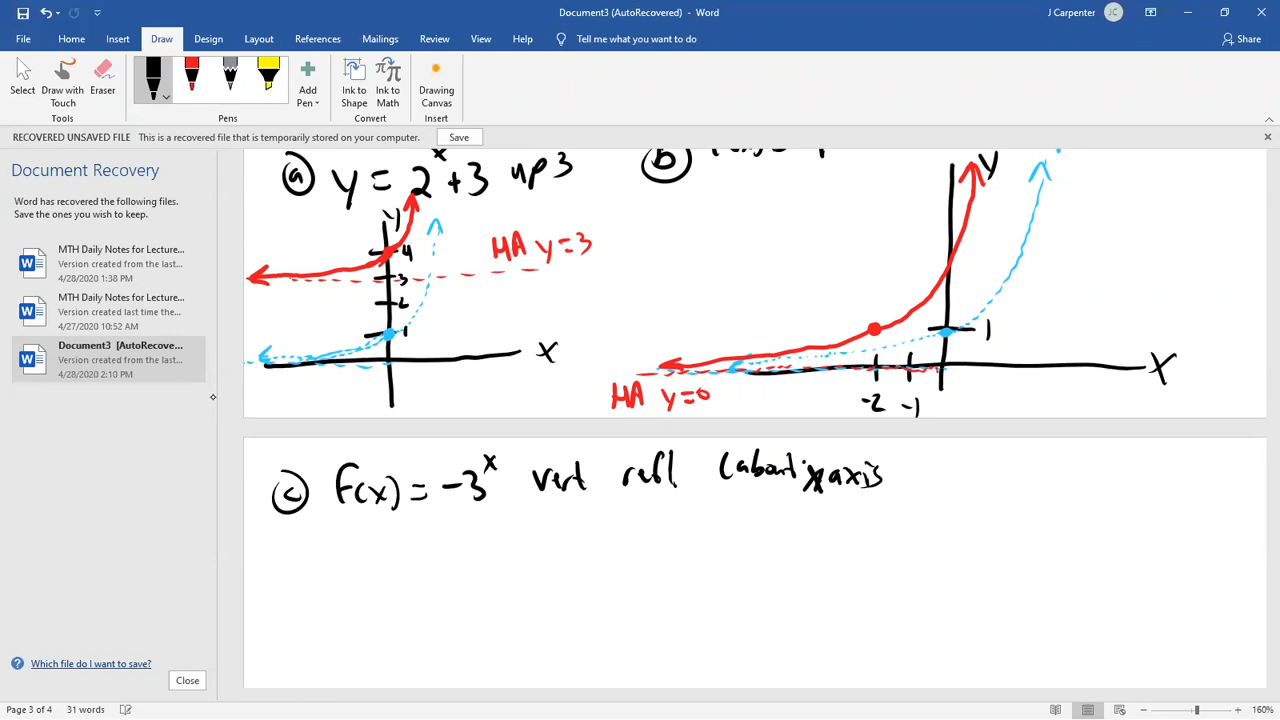 Document3 (AutoRecovered) - Word
J Carpenter JC
File Home Insert Draw Design Layout References Mailings Review View Help Tell me what you want to do Share
Select Draw with Touch Eraser Add Pen Ink to Shape Ink to Math Drawing Canvas
Tools Pens Convert Insert
RECOVERED UNSAVED FILE This is a recovered file that is temporarily stored on your computer. Save
Document Recovery
Word has recovered the following files.
Save the ones you wish to keep.
MTH Daily Notes for Lecture...
Version created from the last...
4/28/2020 1:38 PM
MTH Daily Notes for Lecture...
Version created last time the...
4/27/2020 10:52 AM
Document3 [AutoRecove...
Version created from the las...
4/28/2020 2:10 PM
Which file do I want to save?
Close
(a) y = 2^x + 3 up 3
y
4
3
2
1
HA y=3
x
(b)
y
1
x
HA y=0
-2 -1
(c) f(x) = -3^x vert refl (about x axis
Page 3 of 4 31 words 160%